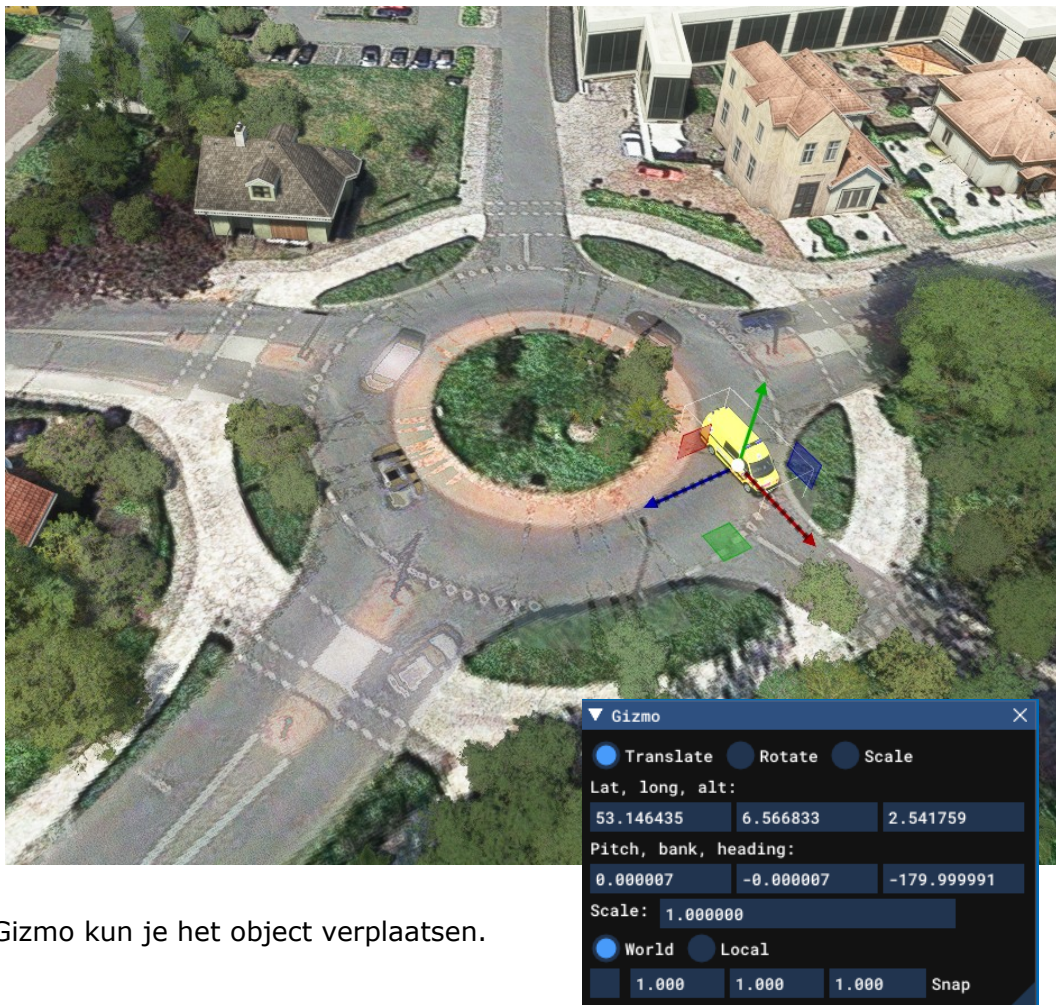 Gizmo
Translate Rotate Scale
Lat, long, alt:
53.146435 6.566833 2.541759
Pitch, bank, heading:
0.000007 -0.000007 -179.999991
Scale: 1.000000
World Local
1.000 1.000 1.000 Snap
Gizmo kun je het object verplaatsen.